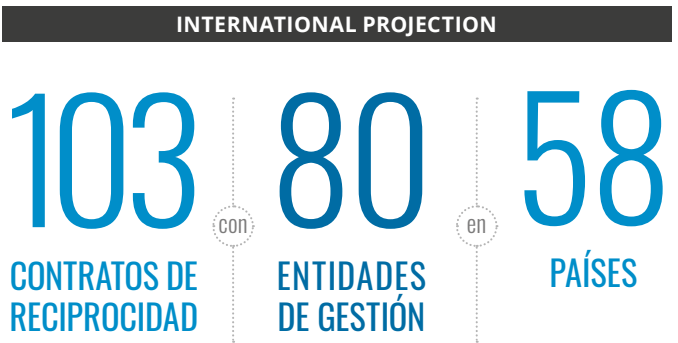 INTERNATIONAL PROJECTION
103
CONTRATOS DE
RECIPROCIDAD
con
80
ENTIDADES
DE GESTIÓN
en
58
PAÍSES